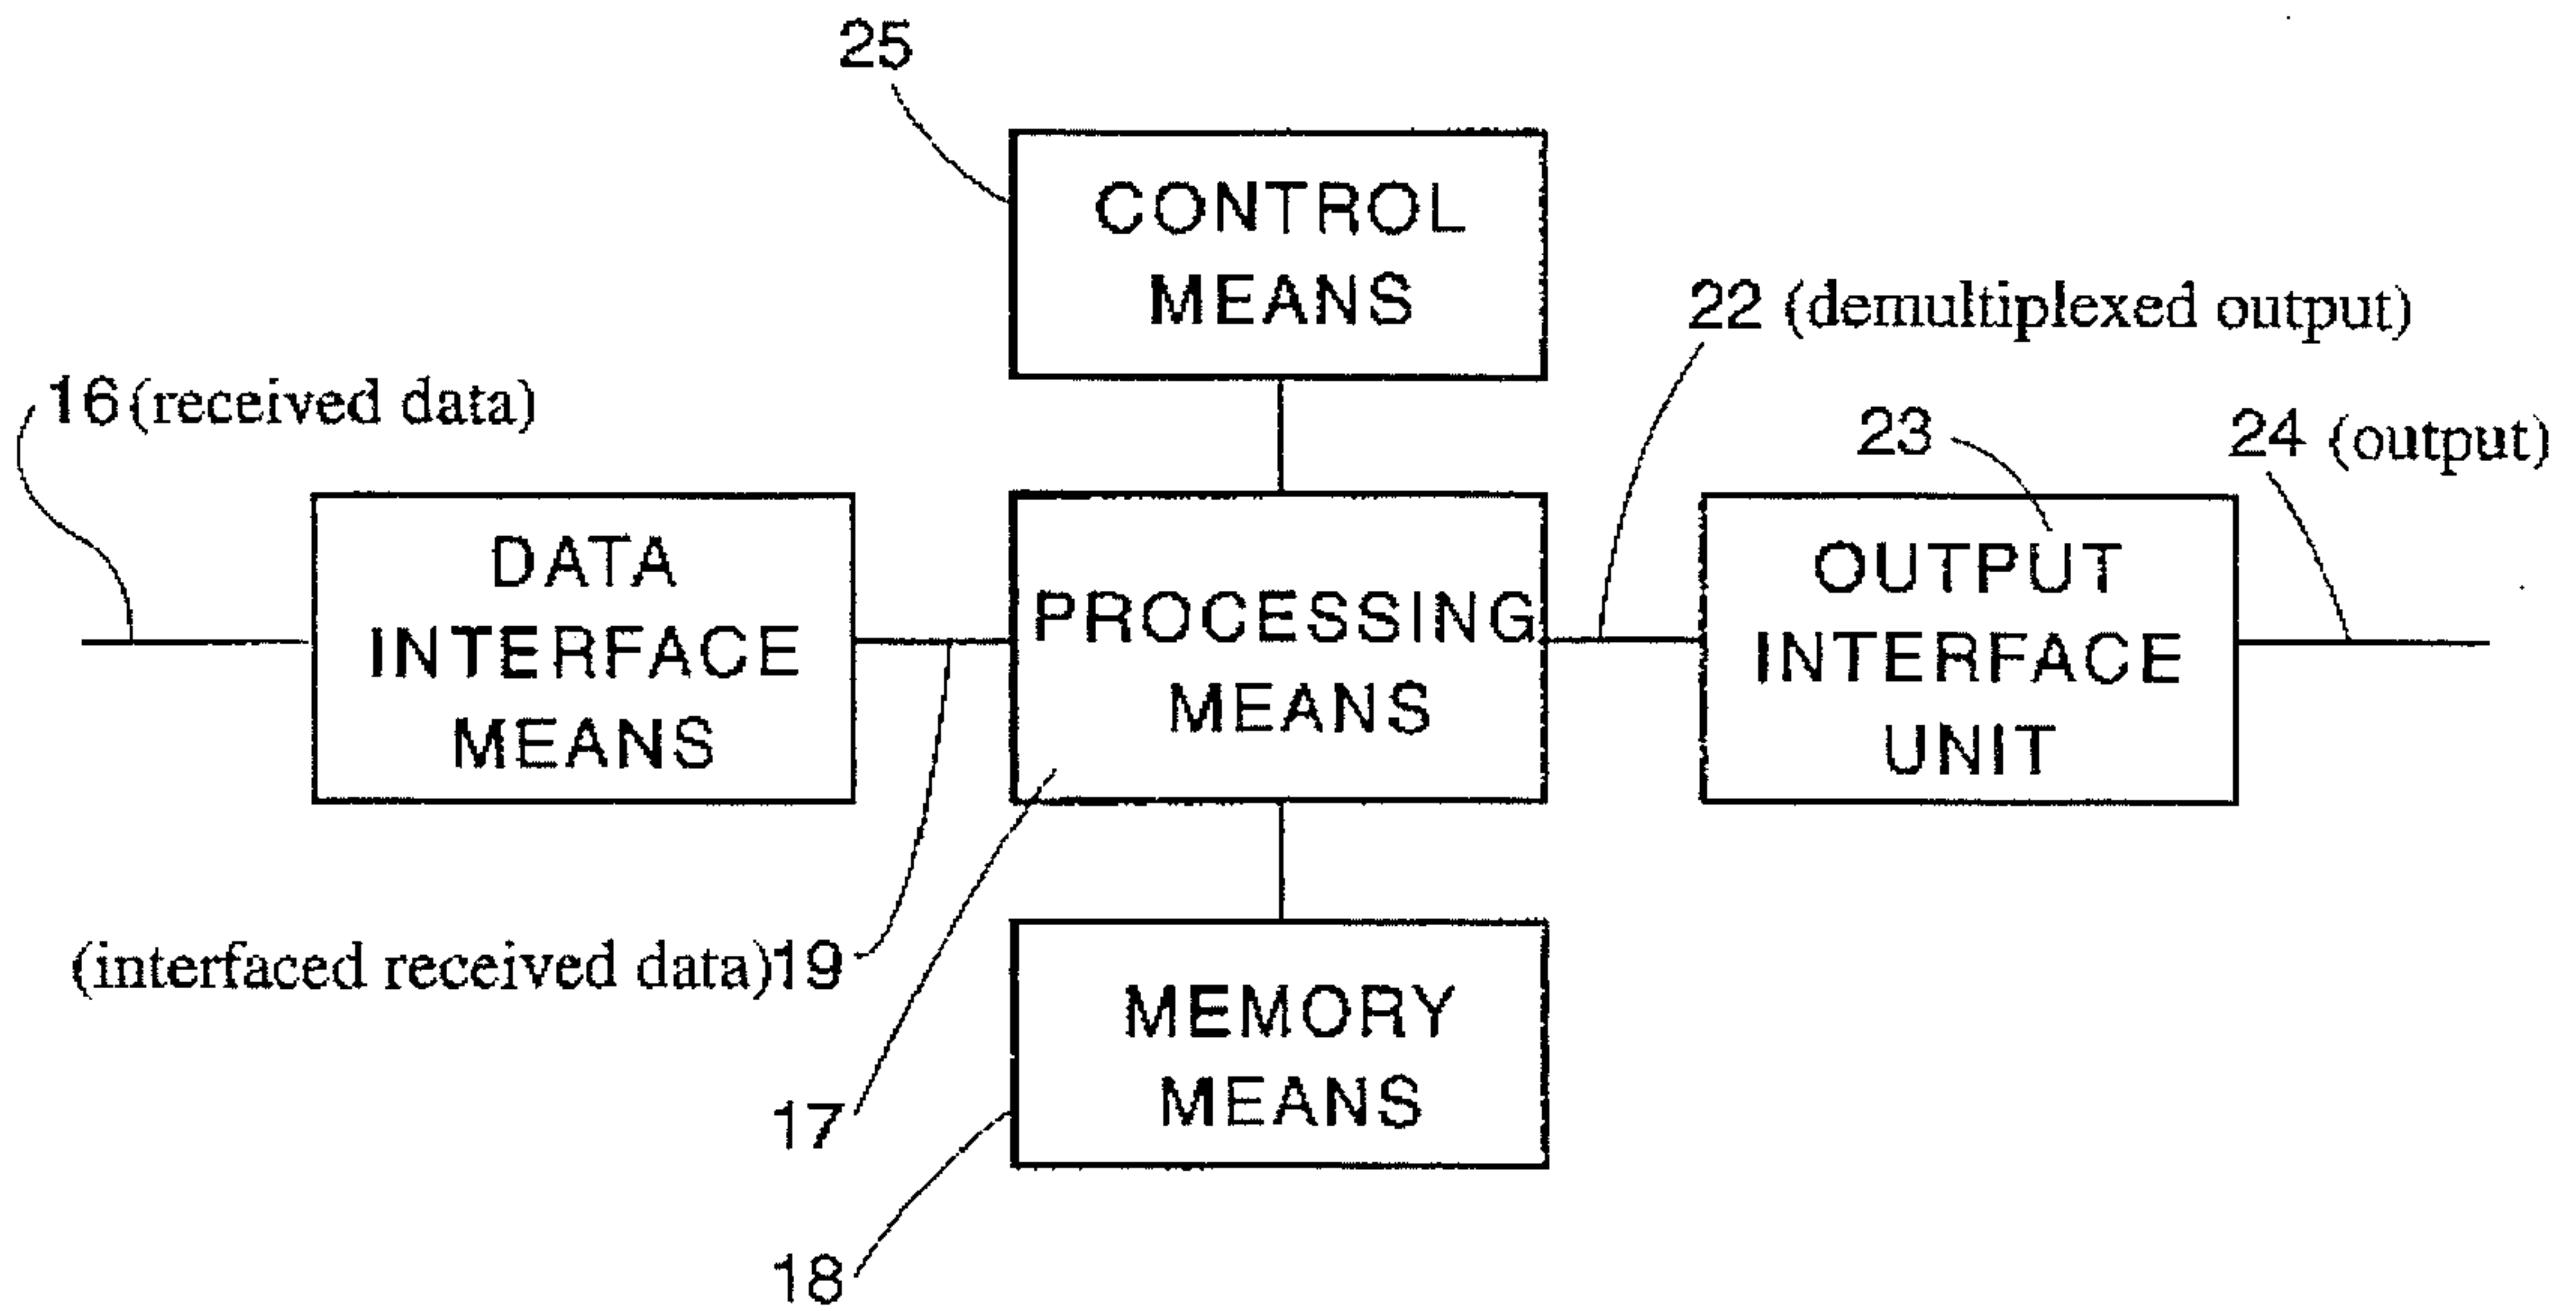 25
CONTROL
MEANS
22 (demultiplexed output)
16 (received data)
23
24 (output)
DATA
INTERFACE
MEANS
PROCESSING
MEANS
OUTPUT
INTERFACE
UNIT
(interfaced received data) 19
MEMORY
MEANS
17
18